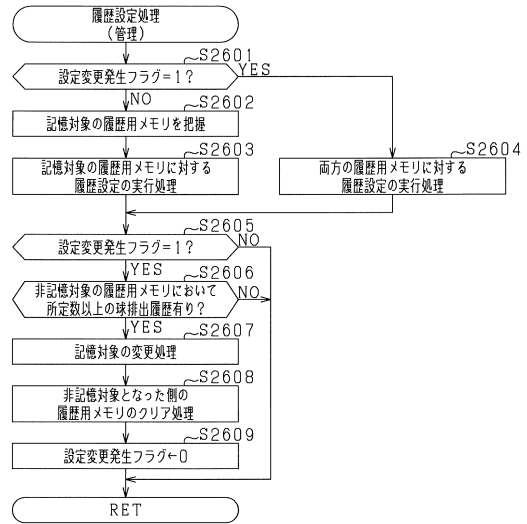 履歴設定処理
(管理)
S2601
設定変更発生フラグ=1?
YES
NO
S2602
記憶対象の履歴用メモリを把握
S2603
記憶対象の履歴用メモリに対する
履歴設定の実行処理
S2604
両方の履歴用メモリに対する
履歴設定の実行処理
S2605
設定変更発生フラグ=1?
NO
YES
S2606
非記憶対象の履歴用メモリにおいて
所定数以上の球排出履歴有り?
NO
YES
S2607
記憶対象の変更処理
S2608
非記憶対象となった側の
履歴用メモリのクリア処理
S2609
設定変更発生フラグ←0
RET